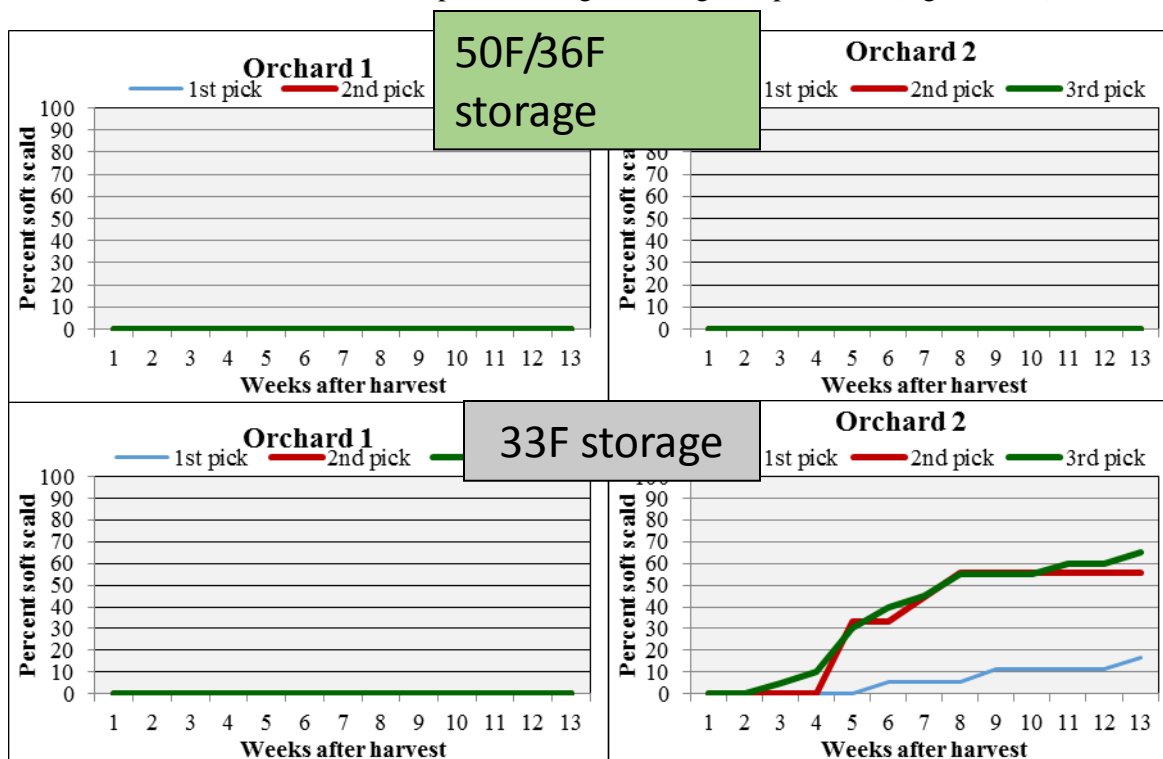 50F/36F
storage
Orchard 1
1st pick 2nd pick
100
90
80
70
60
50
40
30
20
10
0
Percent soft scald
1 2 3 4 5 6 7 8 9 10 11 12 13
Weeks after harvest
Orchard 2
1st pick 2nd pick 3rd pick
80
70
60
50
40
30
20
10
0
Percent soft scald
1 2 3 4 5 6 7 8 9 10 11 12 13
Weeks after harvest
33F storage
Orchard 1
1st pick 2nd pick
100
90
80
70
60
50
40
30
20
10
0
Percent soft scald
1 2 3 4 5 6 7 8 9 10 11 12 13
Weeks after harvest
Orchard 2
1st pick 2nd pick 3rd pick
100
90
80
70
60
50
40
30
20
10
0
Percent soft scald
1 2 3 4 5 6 7 8 9 10 11 12 13
Weeks after harvest